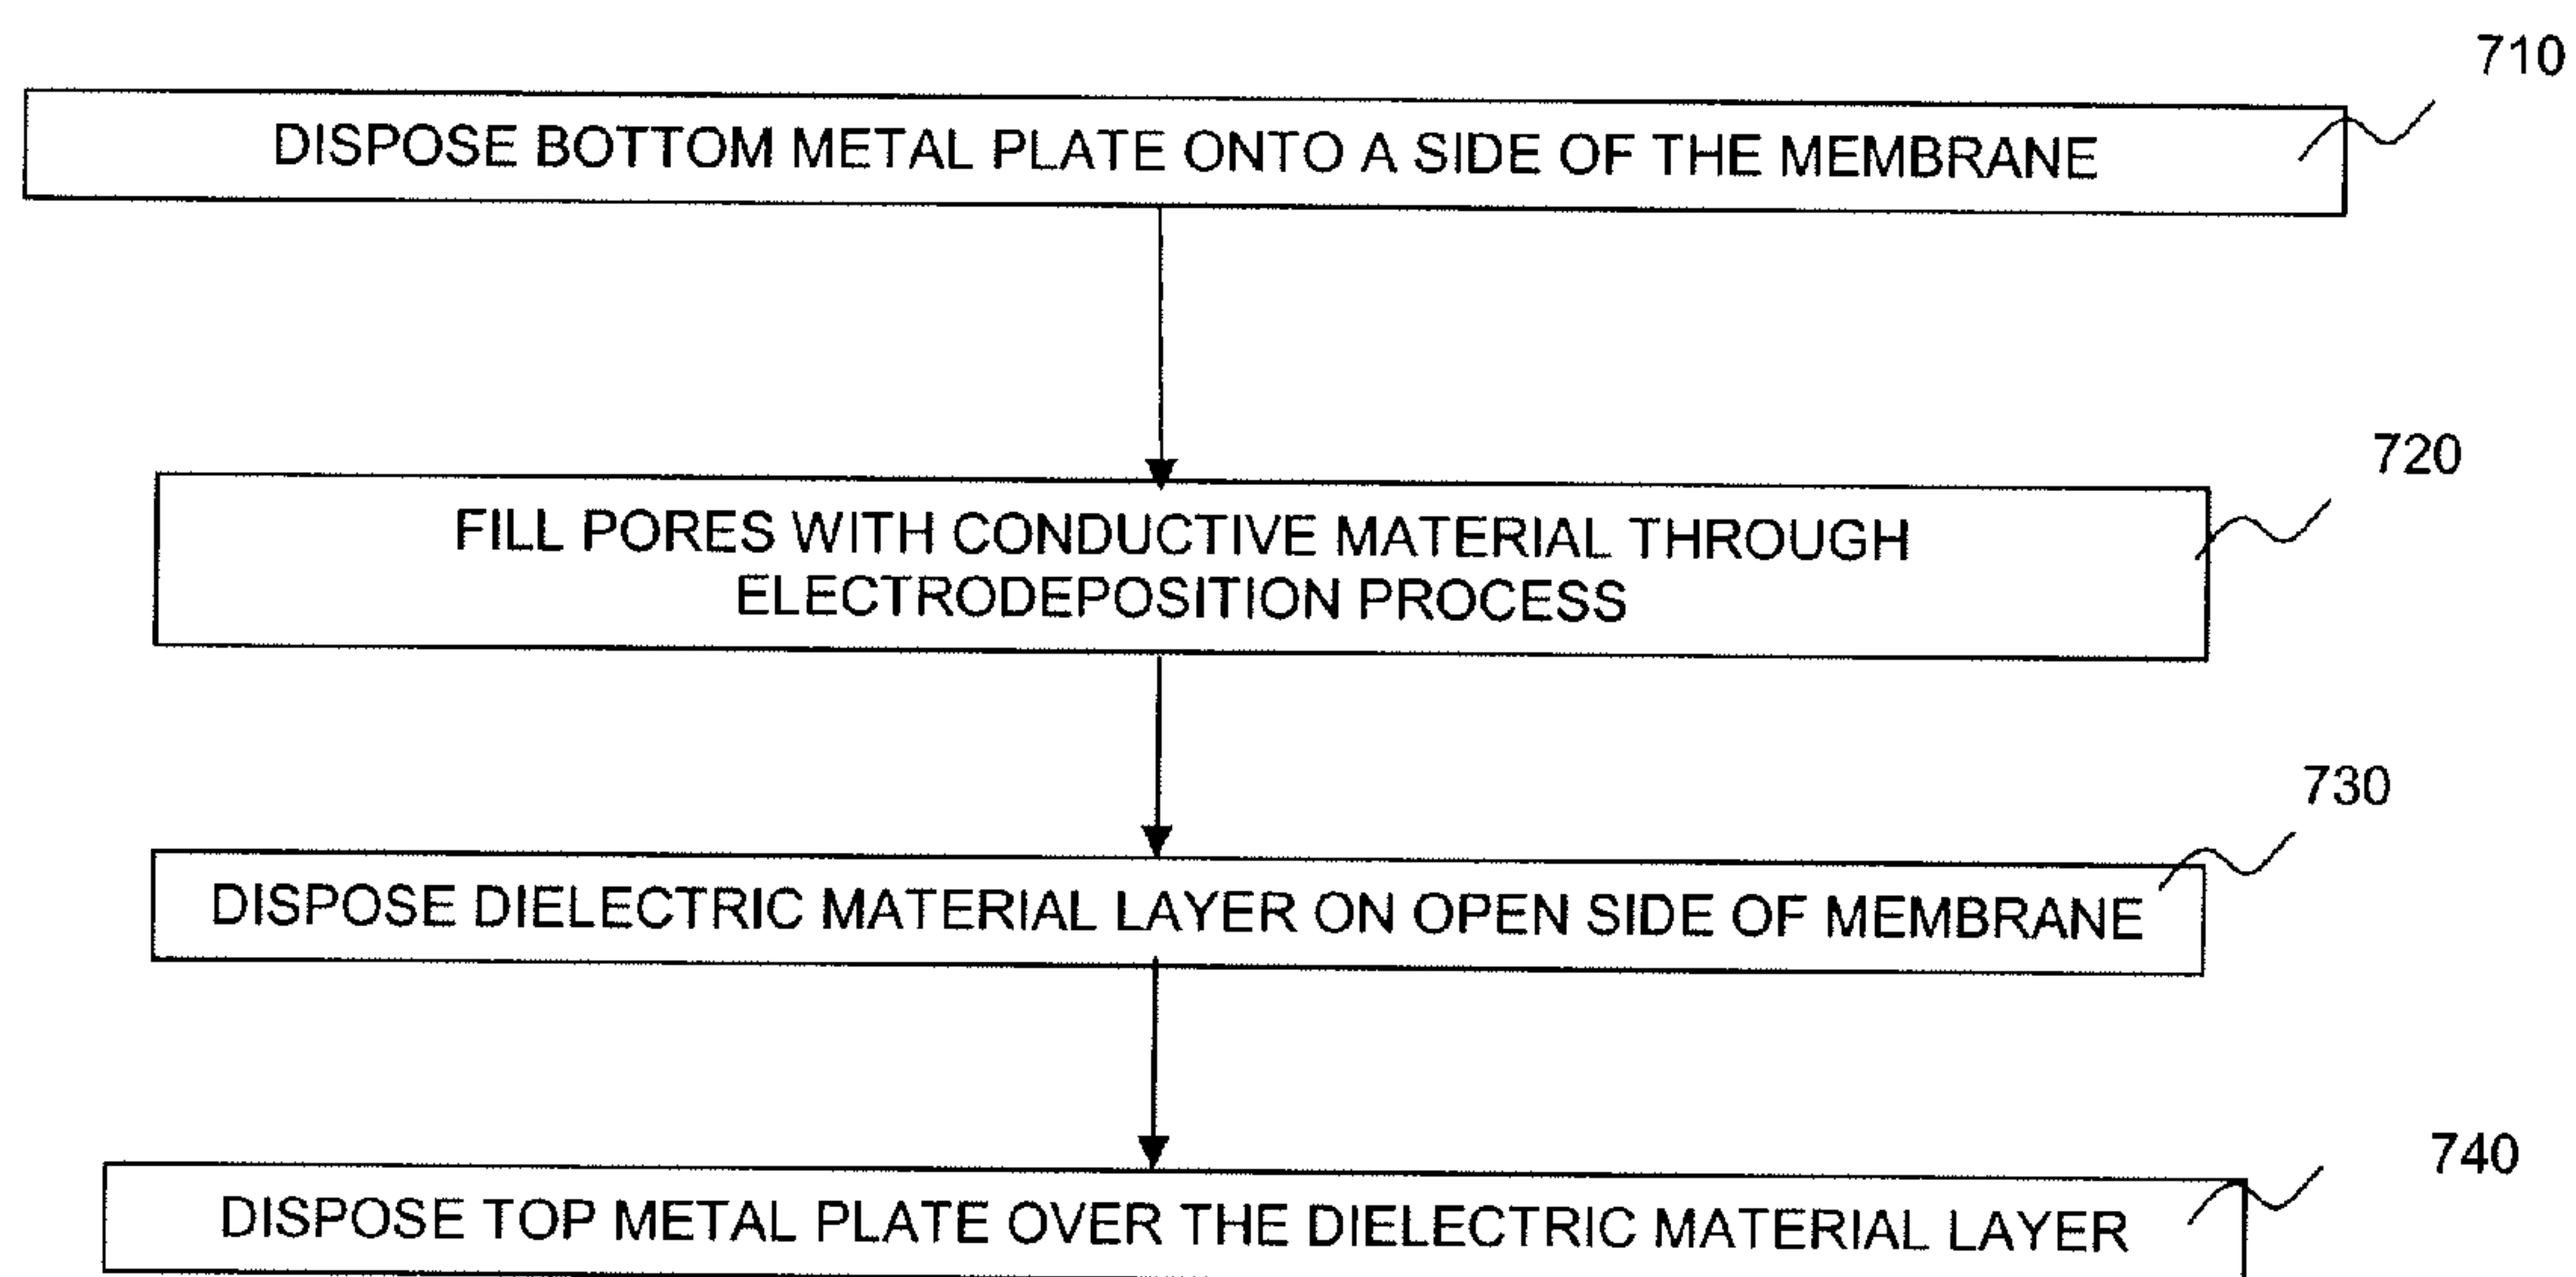 710
DISPOSE BOTTOM METAL PLATE ONTO A SIDE OF THE MEMBRANE
720
FILL PORES WITH CONDUCTIVE MATERIAL THROUGH
ELECTRODEPOSITION PROCESS
730
DISPOSE DIELECTRIC MATERIAL LAYER ON OPEN SIDE OF MEMBRANE
740
DISPOSE TOP METAL PLATE OVER THE DIELECTRIC MATERIAL LAYER